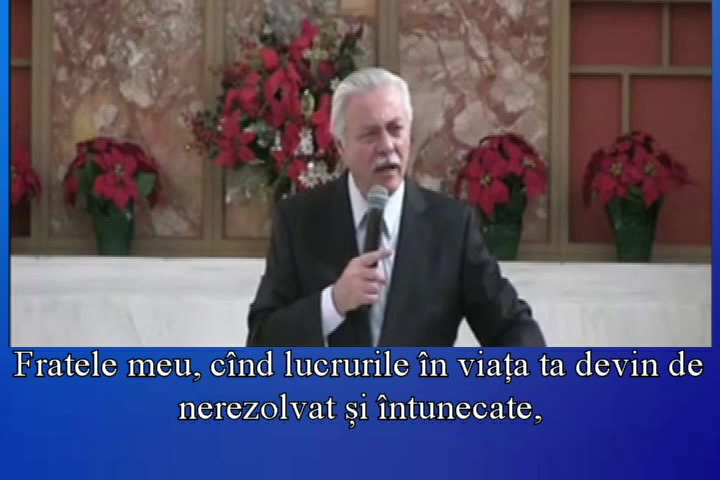 Fratele meu, cînd lucrurile în viața ta devin de
nerezolvat și întunecate,